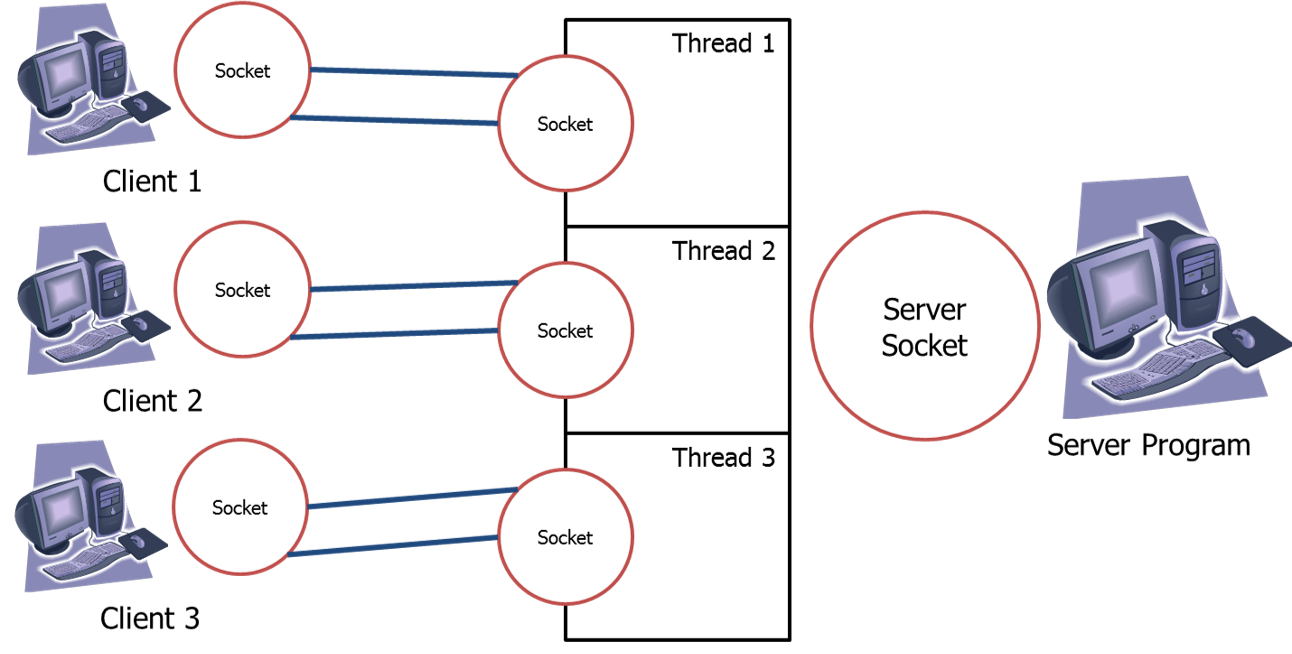 Socket
Socket
Thread 1
Client 1
Socket
Socket
Thread 2
Client 2
Server
Socket
Server Program
Socket
Socket
Thread 3
Client 3